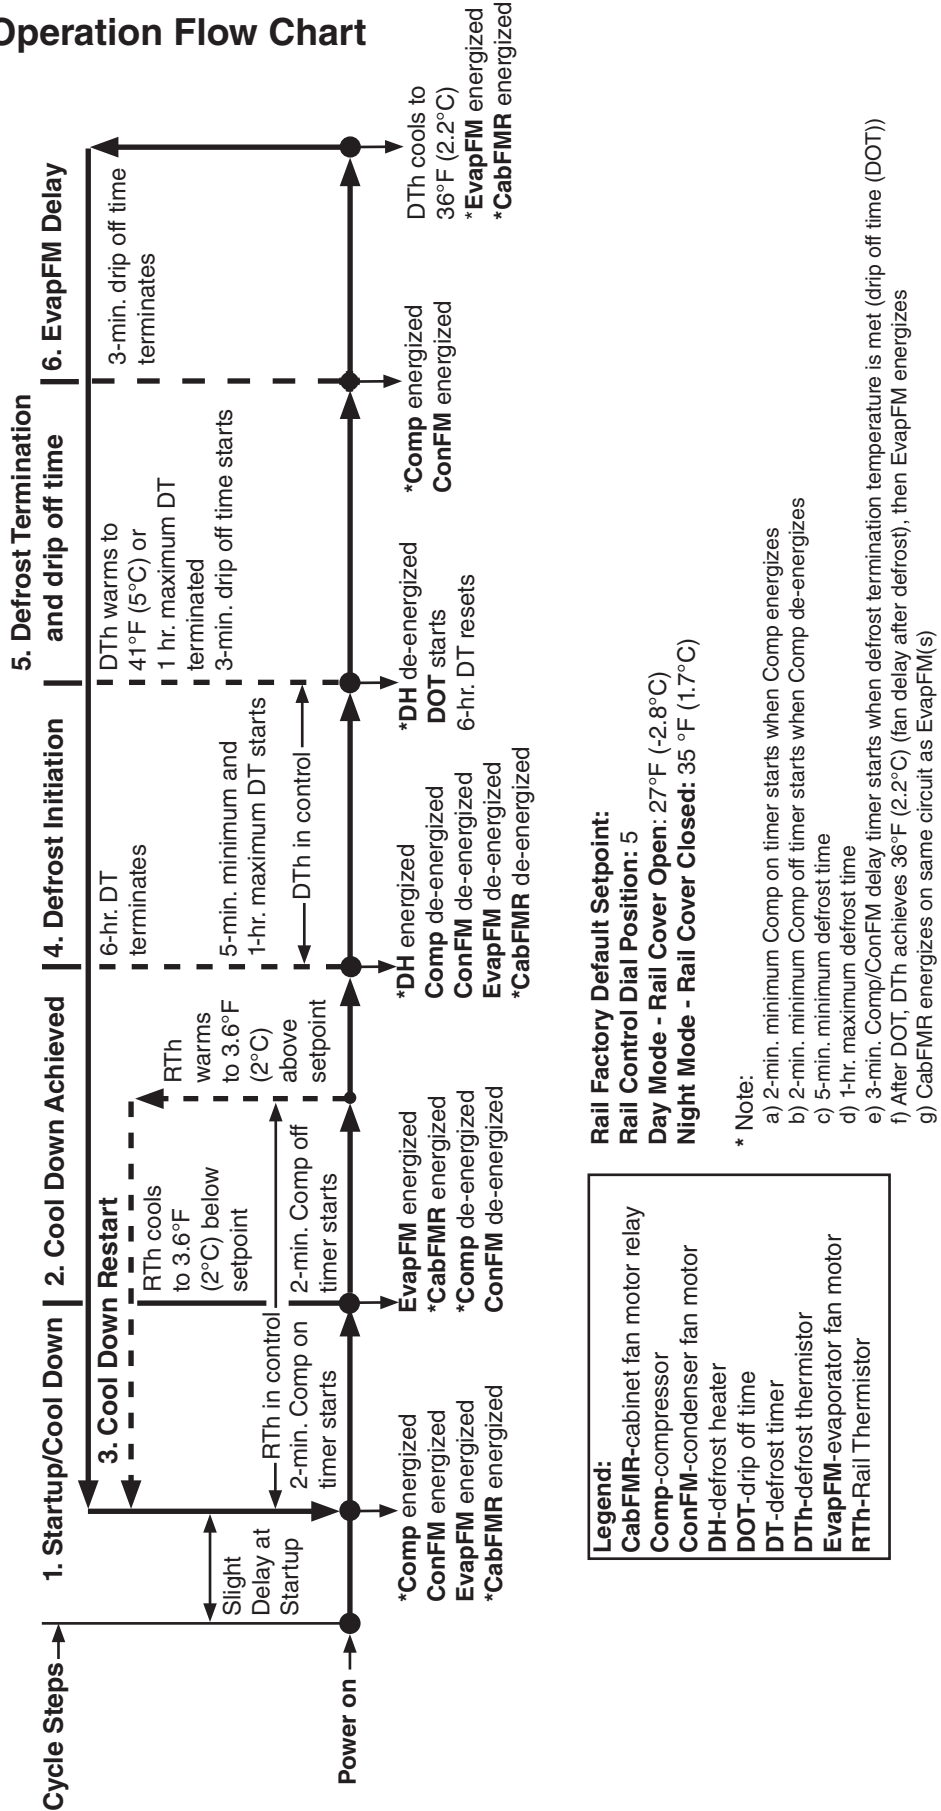 Operation Flow Chart
Cycle Steps
1. Startup/Cool Down
2. Cool Down Achieved
3. Cool Down Restart
4. Defrost Initiation
5. Defrost Termination
and drip off time
6. EvapFM Delay
Power on
Slight
Delay at
Startup
RTh in control
2-min. Comp on
timer starts
*Comp energized
ConFM energized
EvapFM energized
*CabFMR energized
RTh cools
to 3.6°F
(2°C) below
setpoint
2-min. Comp off
timer starts
EvapFM energized
*CabFMR energized
*Comp de-energized
ConFM de-energized
RTh
warms
to 3.6°F
(2°C)
above
setpoint
6-hr. DT
terminates
5-min. minimum and
1-hr. maximum DT starts
DTh in control
*DH energized
Comp de-energized
ConFM de-energized
EvapFM de-energized
*CabFMR de-energized
DTh warms to
41°F (5°C) or
1 hr. maximum DT
terminated
3-min. drip off time starts
*DH de-energized
DOT starts
6-hr. DT resets
3-min. drip off time
terminates
*Comp energized
ConFM energized
DTh cools to
36°F (2.2°C)
*EvapFM energized
*CabFMR energized
Legend:
CabFMR-cabinet fan motor relay
Comp-compressor
ConFM-condenser fan motor
DH-defrost heater
DOT-drip off time
DT-defrost timer
DTh-defrost thermistor
EvapFM-evaporator fan motor
RTh-Rail Thermistor
Rail Factory Default Setpoint:
Rail Control Dial Position: 5
Day Mode - Rail Cover Open: 27°F (-2.8°C)
Night Mode - Rail Cover Closed: 35 °F (1.7°C)
* Note:
a) 2-min. minimum Comp on timer starts when Comp energizes
b) 2-min. minimum Comp off timer starts when Comp de-energizes
c) 5-min. minimum defrost time
d) 1-hr. maximum defrost time
e) 3-min. Comp/ConFM delay timer starts when defrost termination temperature is met (drip off time (DOT))
f) After DOT, DTh achieves 36°F (2.2°C) (fan delay after defrost), then EvapFM energizes
g) CabFMR energizes on same circuit as EvapFM(s)